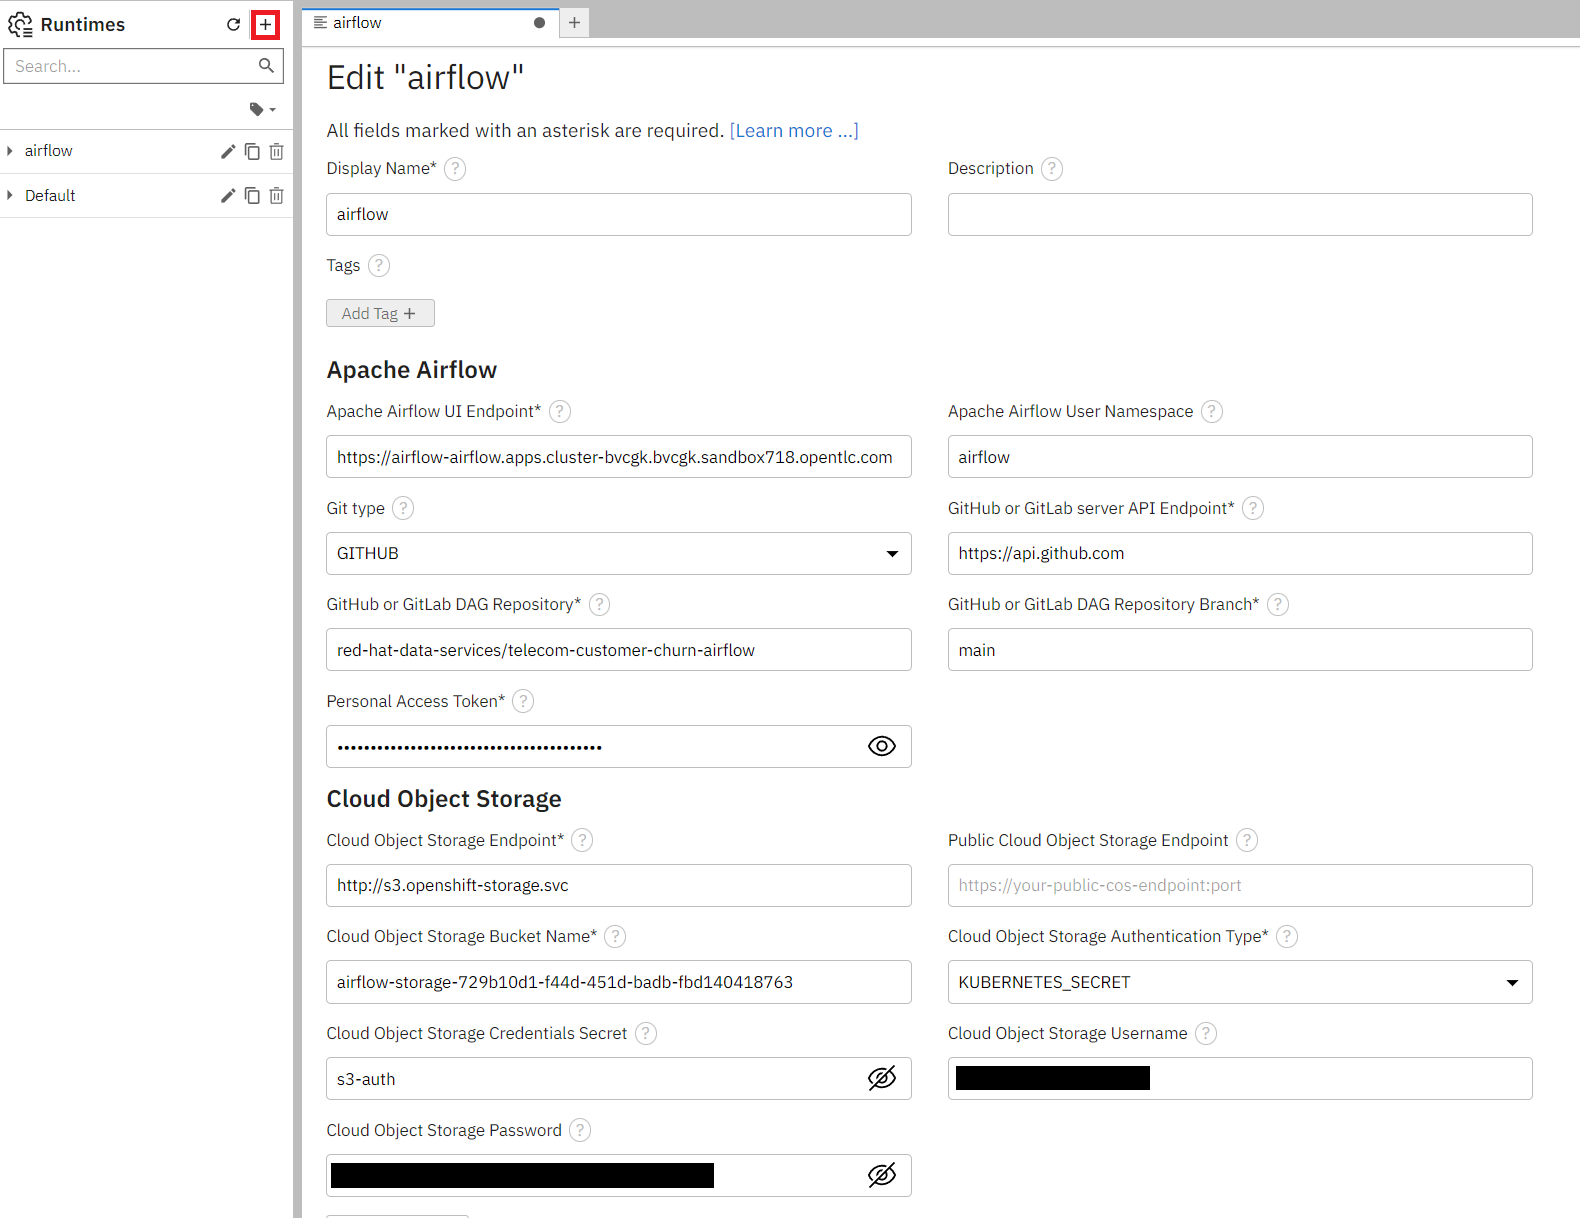 Runtimes
airflow
Search...
Edit "airflow"
All fields marked with an asterisk are required. [Learn more ...]
airflow
Default
Display Name* ?
Description ?
airflow
Tags ?
Add Tag +
Apache Airflow
Apache Airflow UI Endpoint* ?
Apache Airflow User Namespace ?
https://airflow-airflow.apps.cluster-bvcgk.bvcgk.sandbox718.opentlc.com
airflow
Git type ?
GitHub or GitLab server API Endpoint* ?
GITHUB
https://api.github.com
GitHub or GitLab DAG Repository* ?
GitHub or GitLab DAG Repository Branch* ?
red-hat-data-services/telecom-customer-churn-airflow
main
Personal Access Token* ?
••••••••••••••••••••••••••••••••••••••••
Cloud Object Storage
Cloud Object Storage Endpoint* ?
Public Cloud Object Storage Endpoint ?
http://s3.openshift-storage.svc
https://your-public-cos-endpoint:port
Cloud Object Storage Bucket Name* ?
Cloud Object Storage Authentication Type* ?
airflow-storage-729b10d1-f44d-451d-badb-fbd140418763
KUBERNETES_SECRET
Cloud Object Storage Credentials Secret ?
Cloud Object Storage Username ?
s3-auth
Cloud Object Storage Password ?